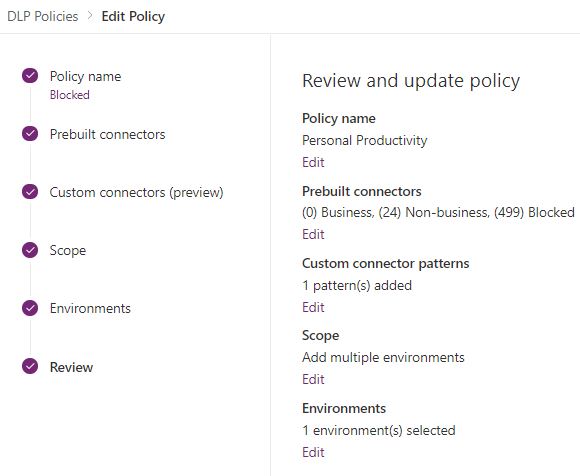 DLP Policies > Edit Policy
Policy name
Blocked
Prebuilt connectors
Custom connectors (preview)
Scope
Environments
Review
Review and update policy
Policy name
Personal Productivity
Edit
Prebuilt connectors
(0) Business, (24) Non-business, (499) Blocked
Edit
Custom connector patterns
1 pattern(s) added
Edit
Scope
Add multiple environments
Edit
Environments
1 environment(s) selected
Edit